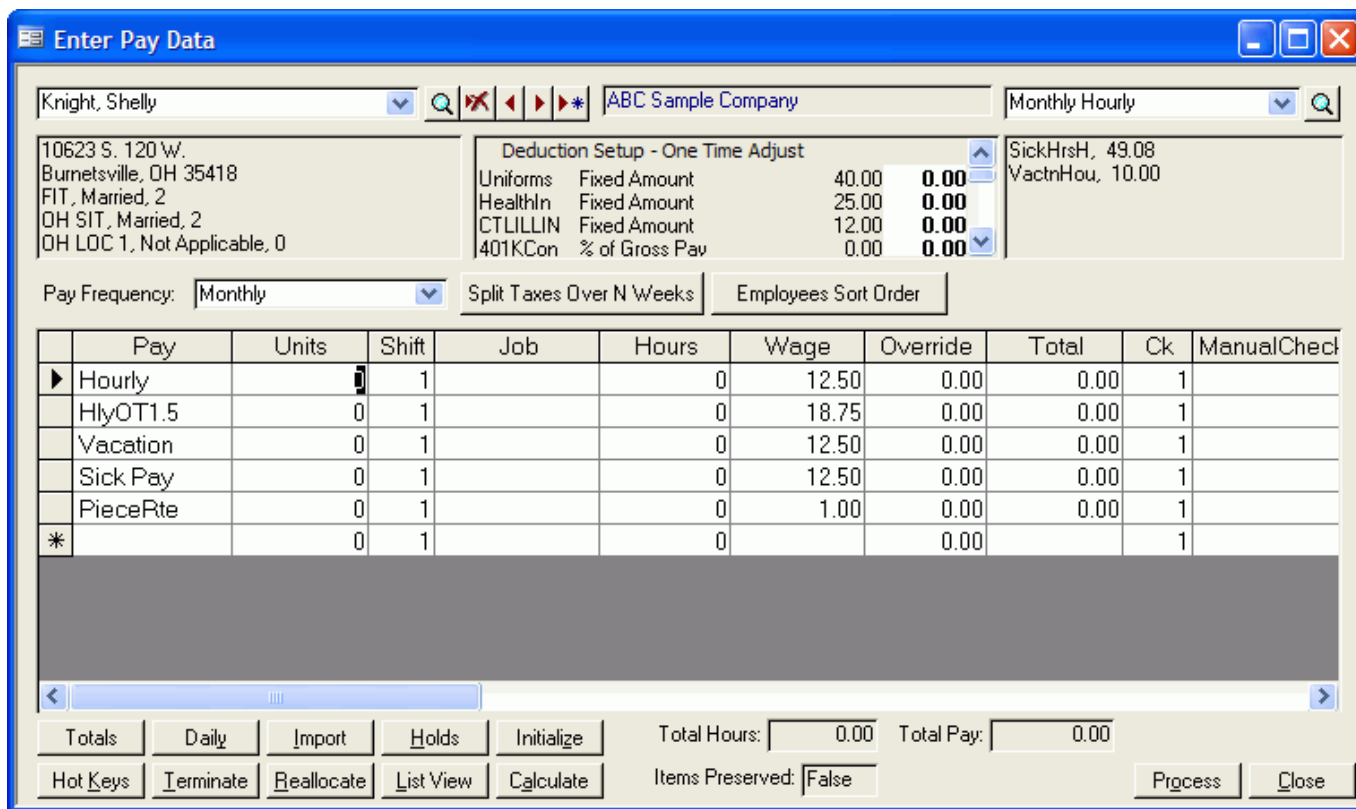 Enter Pay Data
Knight, Shelly ABC Sample Company Monthly Hourly
10623 S. 120 W.
Burnetsville, OH 35418
FIT, Married, 2
OH SIT, Married, 2
OH LOC 1, Not Applicable, 0
Deduction Setup - One Time Adjust
Uniforms Fixed Amount 40.00 0.00
HealthIn Fixed Amount 25.00 0.00
CTLILLIN Fixed Amount 12.00 0.00
401KCon % of Gross Pay 0.00 0.00
SickHrsH, 49.08
VactnHou, 10.00
Pay Frequency: Monthly Split Taxes Over N Weeks Employees Sort Order
Pay Units Shift Job Hours Wage Override Total Ck ManualCheck
Hourly 0 1 0 12.50 0.00 0.00 1
HlyOT1.5 0 1 0 18.75 0.00 0.00 1
Vacation 0 1 0 12.50 0.00 0.00 1
Sick Pay 0 1 0 12.50 0.00 0.00 1
PieceRte 0 1 0 1.00 0.00 0.00 1
* 0 1 0 0.00 1
Totals Daily Import Holds Initialize Total Hours: 0.00 Total Pay: 0.00
Hot Keys Terminate Reallocate List View Calculate Items Preserved: False Process Close